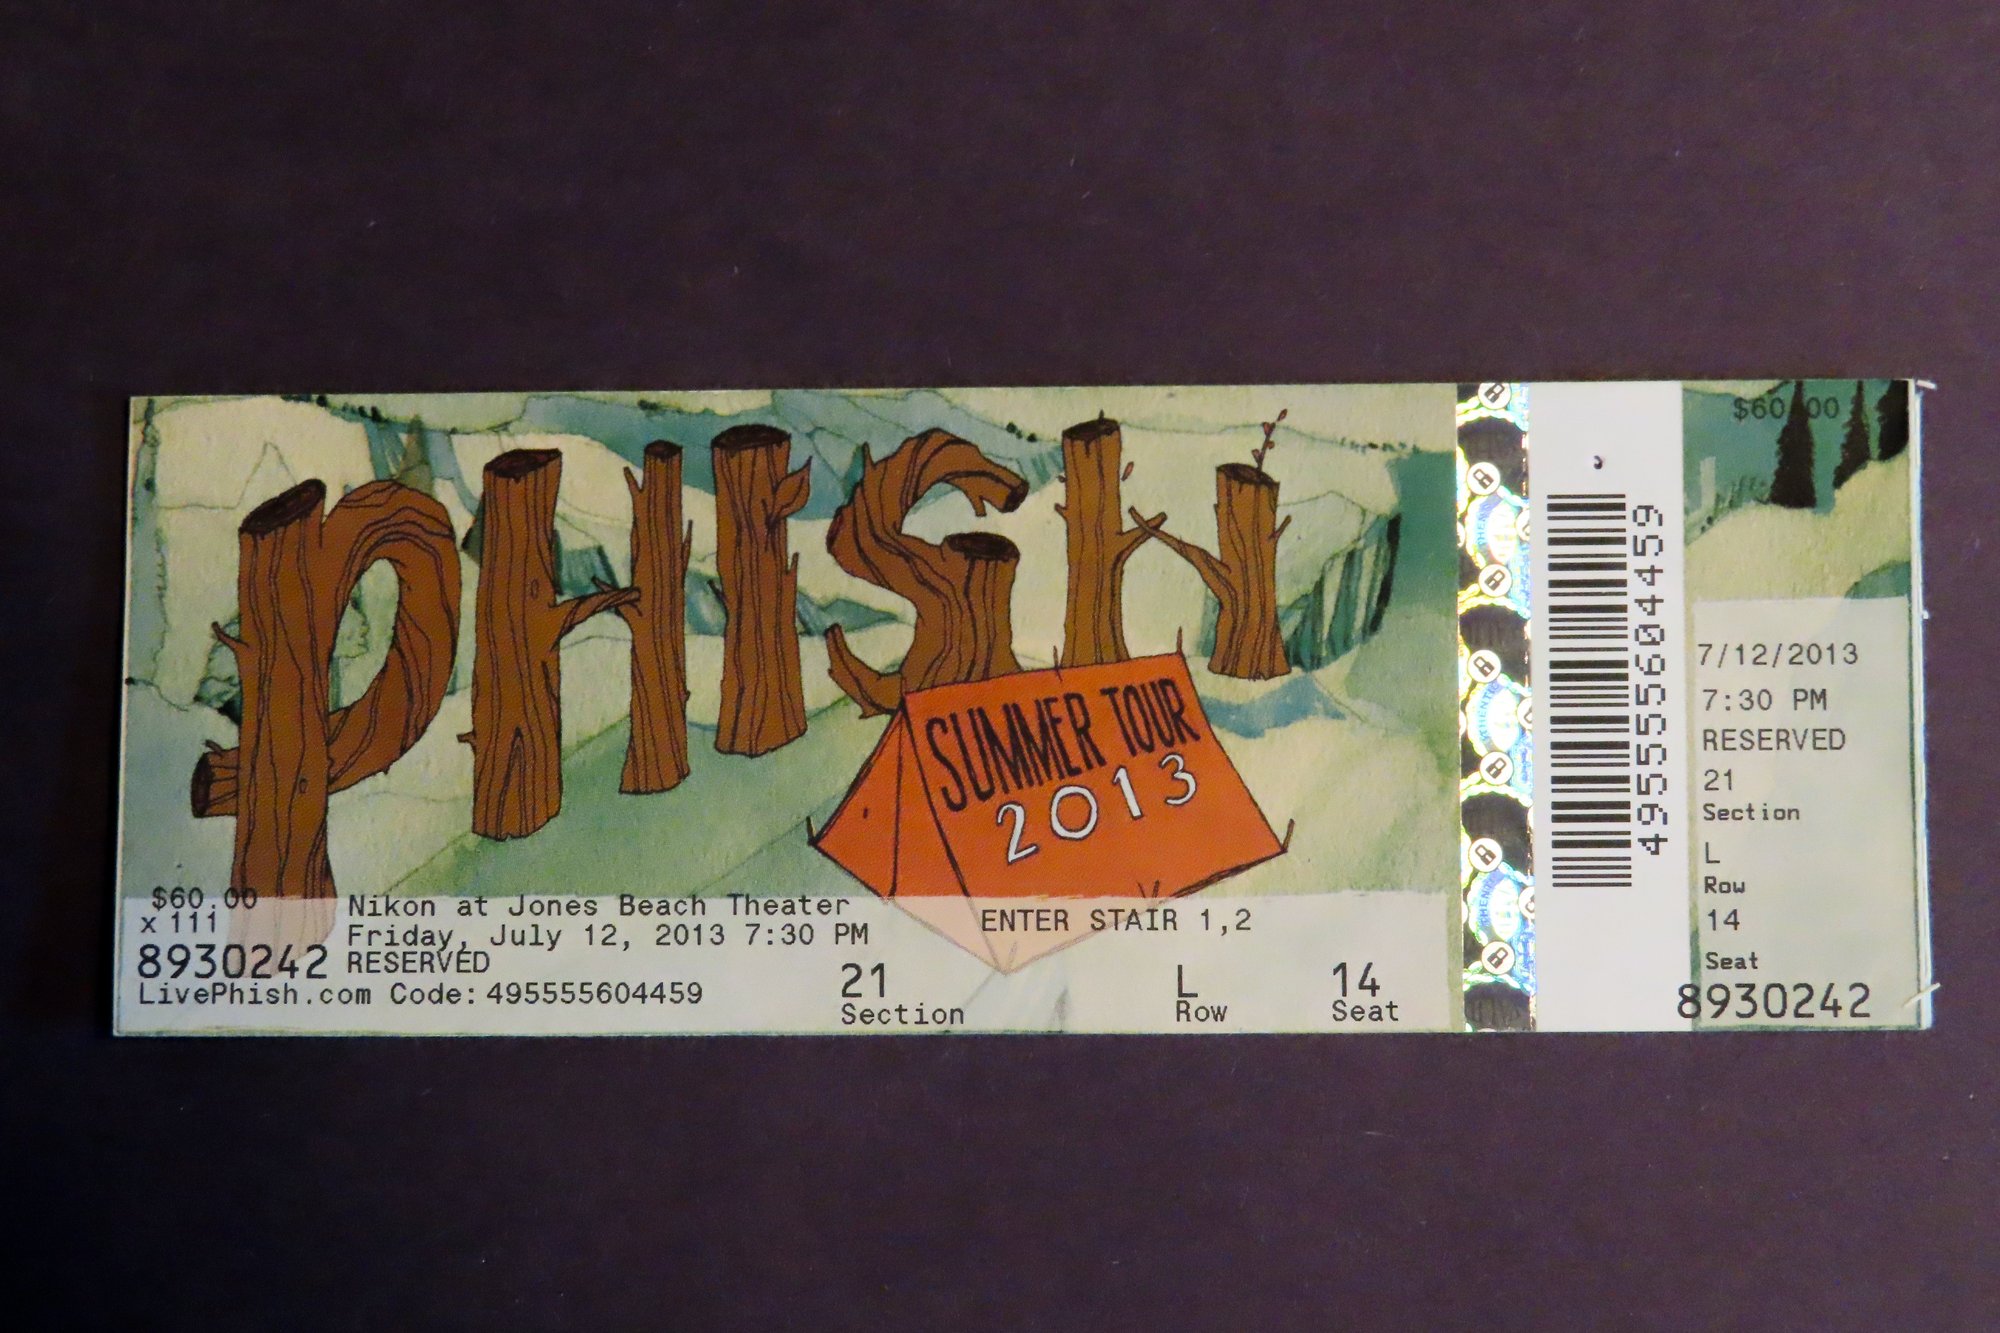 PHISH
SUMMER TOUR
2013
$60.00
x 111
8930242
Nikon at Jones Beach Theater
Friday, July 12, 2013 7:30 PM
RESERVED
LivePhish.com Code: 495555604459
ENTER STAIR 1,2
21
Section
L
Row
14
Seat
495555604459
$60.00
7/12/2013
7:30 PM
RESERVED
21
Section
L
Row
14
Seat
8930242